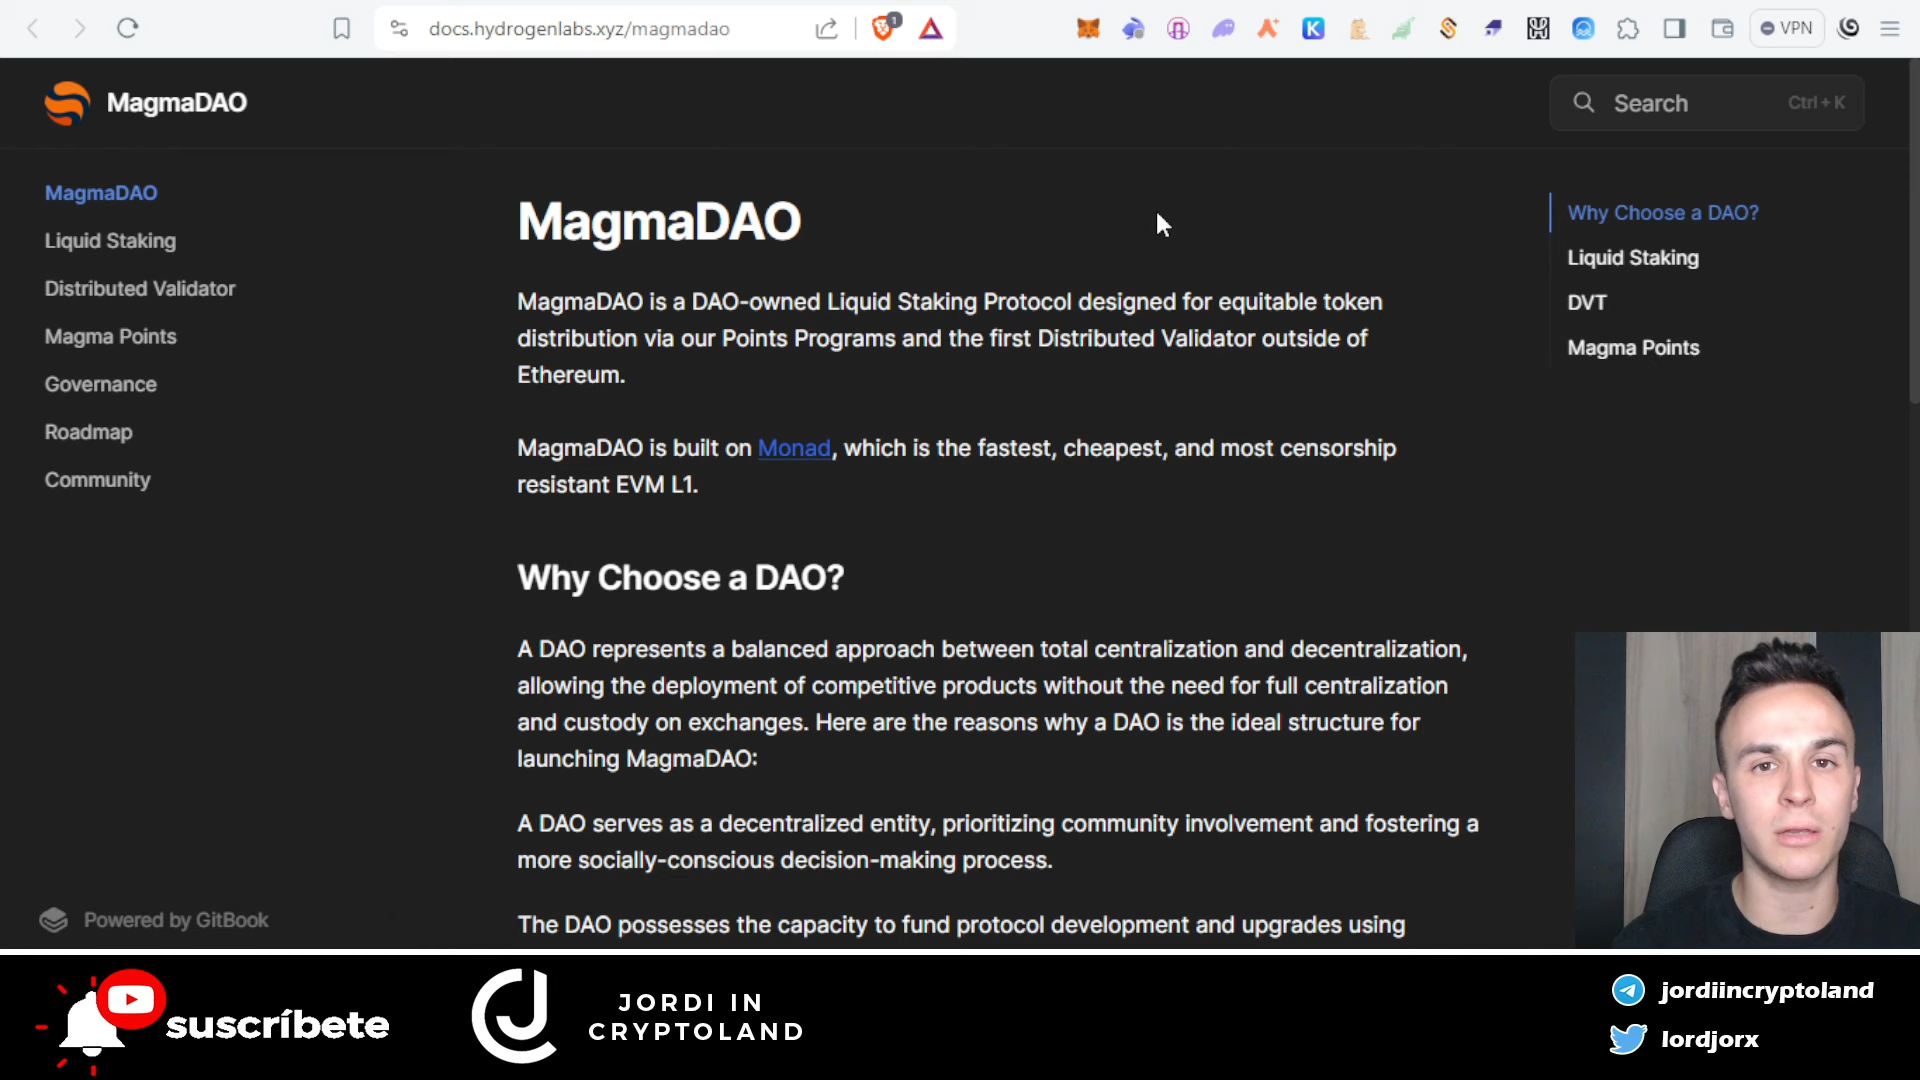 docs.hydrogenlabs.xyz/magmadao
1
VPN
MagmaDAO
Search
Ctrl + K
MagmaDAO
Liquid Staking
Distributed Validator
Magma Points
Governance
Roadmap
Community
Powered by GitBook
MagmaDAO
MagmaDAO is a DAO-owned Liquid Staking Protocol designed for equitable token
distribution via our Points Programs and the first Distributed Validator outside of
Ethereum.
MagmaDAO is built on Monad, which is the fastest, cheapest, and most censorship
resistant EVM L1.
Why Choose a DAO?
A DAO represents a balanced approach between total centralization and decentralization,
allowing the deployment of competitive products without the need for full centralization
and custody on exchanges. Here are the reasons why a DAO is the ideal structure for
launching MagmaDAO:
A DAO serves as a decentralized entity, prioritizing community involvement and fostering a
more socially-conscious decision-making process.
The DAO possesses the capacity to fund protocol development and upgrades using
Why Choose a DAO?
Liquid Staking
DVT
Magma Points
suscríbete
JORDI IN
CRYPTOLAND
jordiincryptoland
lordjorx